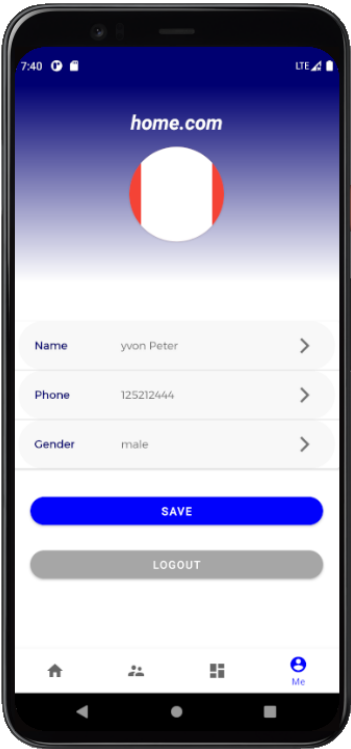 7:40
LTE
home.com
Name yvon Peter
Phone 125212444
Gender male
SAVE
LOGOUT
Me